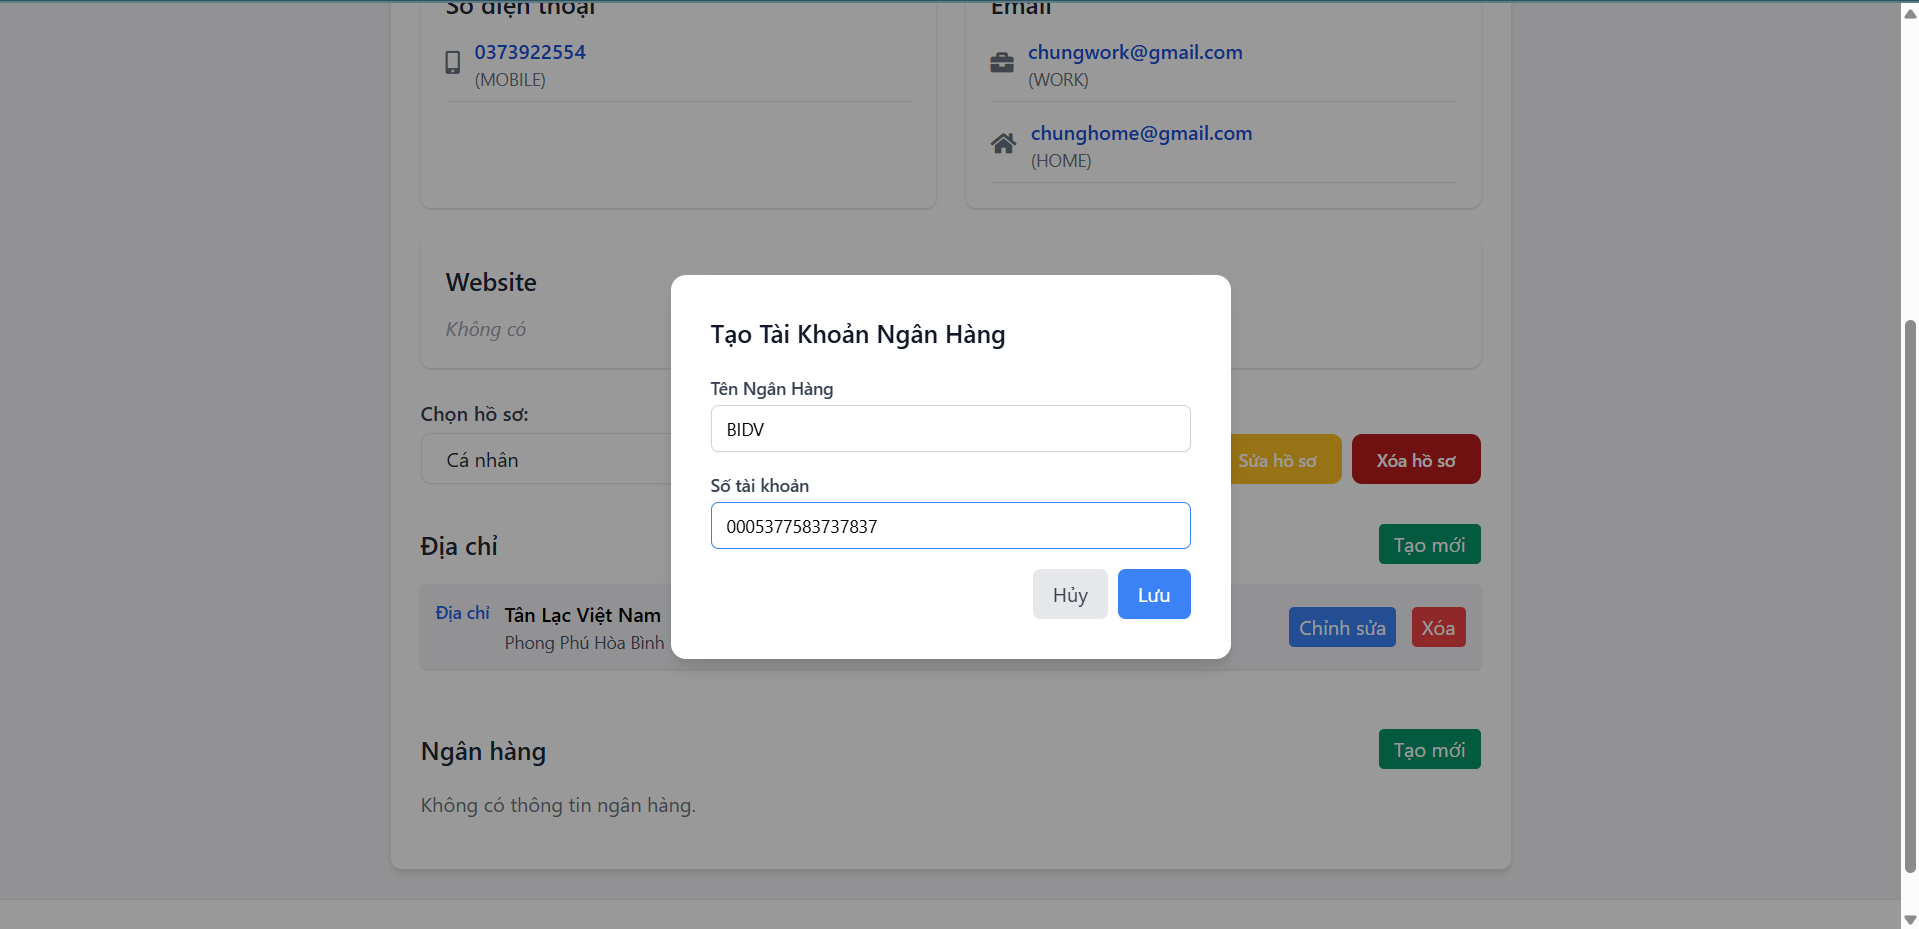 Số điện thoại
0373922554
(MOBILE)
Email
chungwork@gmail.com
(WORK)
chunghome@gmail.com
(HOME)
Website
Không có
Tạo Tài Khoản Ngân Hàng
Tên Ngân Hàng
BIDV
Số tài khoản
0005377583737837
Hủy
Lưu
Chọn hồ sơ:
Cá nhân
Sửa hồ sơ
Xóa hồ sơ
Địa chỉ
Tạo mới
Địa chỉ
Tân Lạc Việt Nam
Phong Phú Hòa Bình
Chỉnh sửa
Xóa
Ngân hàng
Tạo mới
Không có thông tin ngân hàng.